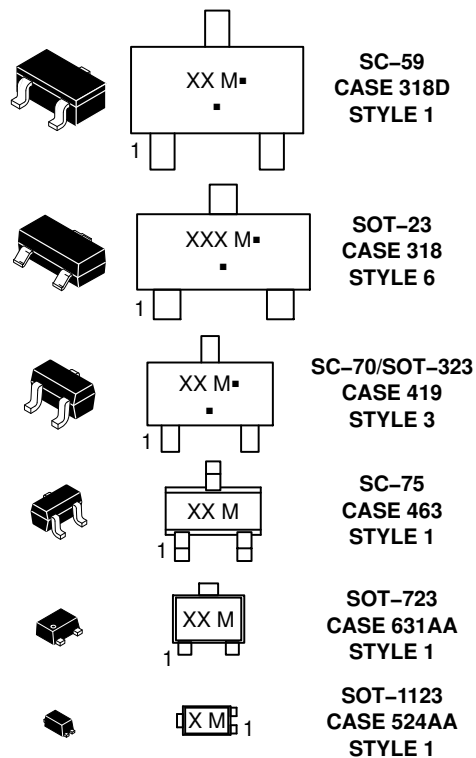 XX M▪
▪
1
SC−59
CASE 318D
STYLE 1
XXX M▪
▪
1
SOT−23
CASE 318
STYLE 6
XX M▪
▪
1
SC−70/SOT−323
CASE 419
STYLE 3
XX M
1
SC−75
CASE 463
STYLE 1
XX M
1
SOT−723
CASE 631AA
STYLE 1
X M
1
SOT−1123
CASE 524AA
STYLE 1